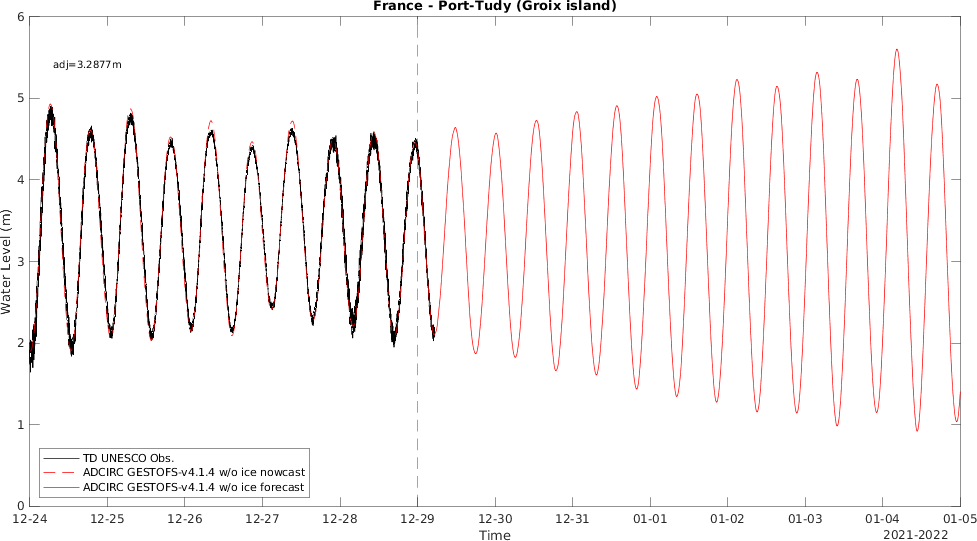 France - Port-Tudy (Groix island)
adj=3.2877m
Water Level (m)
6
5
4
3
2
1
0
TD UNESCO Obs.
ADCIRC GESTOFS-v4.1.4 w/o ice nowcast
ADCIRC GESTOFS-v4.1.4 w/o ice forecast
12-24 12-25 12-26 12-27 12-28 12-29 12-30 12-31 01-01 01-02 01-03 01-04 01-05
Time
2021-2022